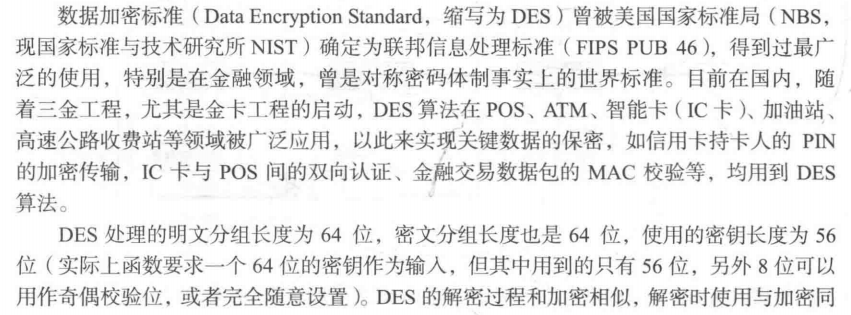 数据加密标准（Data Encryption Standard，缩写为 DES）曾被美国国家标准局（NBS，
现国家标准与技术研究所 NIST）确定为联邦信息处理标准（FIPS PUB 46），得到过最广
泛的使用，特别是在金融领域，曾是对称密码体制事实上的世界标准。目前在国内，随
着三金工程，尤其是金卡工程的启动，DES 算法在 POS、ATM、智能卡（IC 卡）、加油站、
高速公路收费站等领域被广泛应用，以此来实现关键数据的保密，如信用卡持卡人的 PIN
的加密传输，IC 卡与 POS 间的双向认证、金融交易数据包的 MAC 校验等，均用到 DES
算法。
DES 处理的明文分组长度为 64 位，密文分组长度也是 64 位，使用的密钥长度为 56
位（实际上函数要求一个 64 位的密钥作为输入，但其中用到的只有 56 位，另外 8 位可以
用作奇偶校验位，或者完全随意设置）。DES 的解密过程和加密相似，解密时使用与加密同